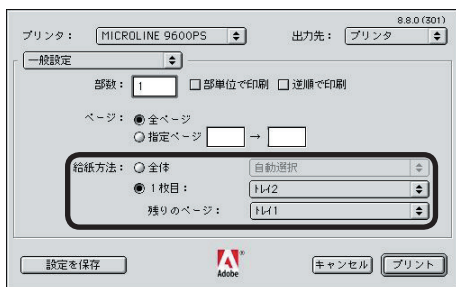 8.8.0 (301)
プリンタ： MICROLINE 9600PS 出力先： プリンタ
一般設定
部数： 1 部単位で印刷 逆順で印刷
ページ： 全ページ
指定ページ →
給紙方法： 全体 自動選択
1 枚目： トレイ2
残りのページ： トレイ1
設定を保存 Adobe ® キャンセル プリント